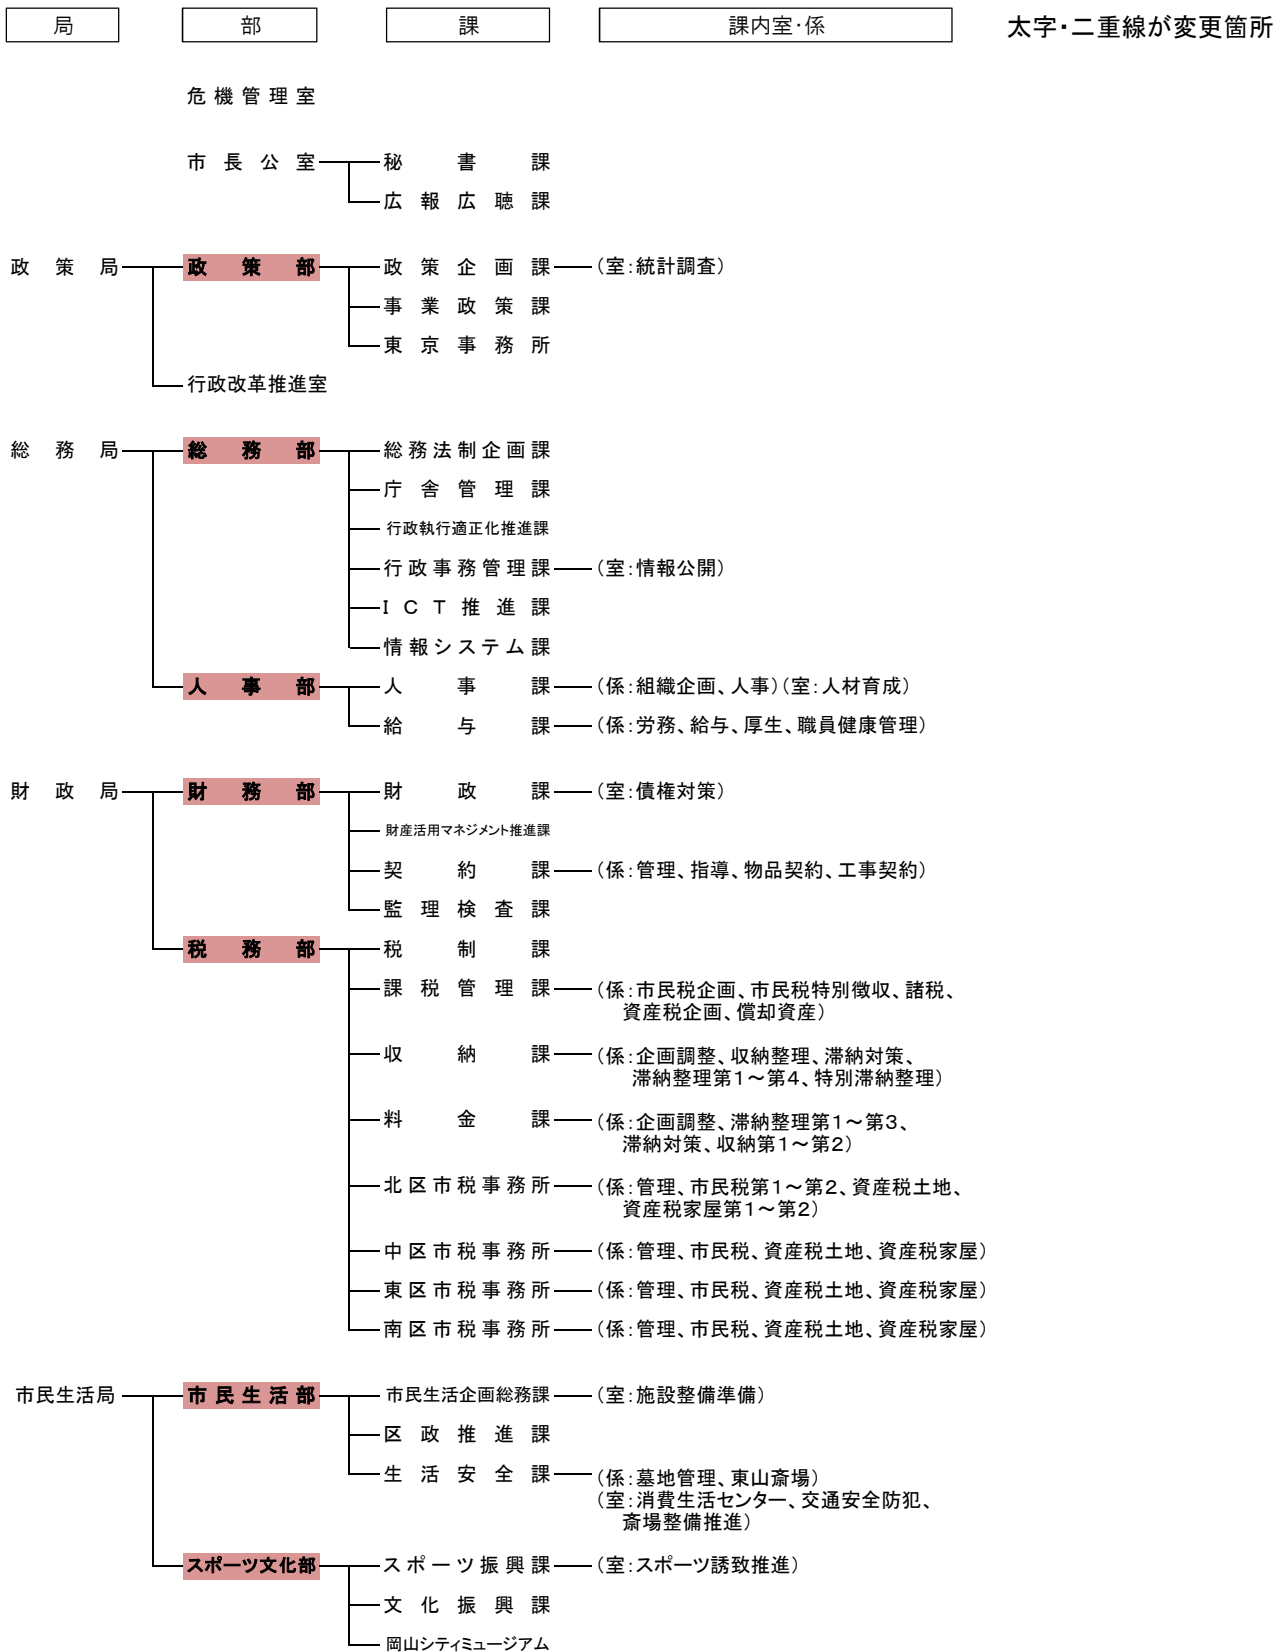 局 部 課 課内室・係 太字・二重線が変更箇所
危機管理室
市長公室 秘書課
広報広聴課
政策局 政策部 政策企画課 (室:統計調査)
事業政策課
東京事務所
行政改革推進室
総務局 総務部 総務法制企画課
庁舎管理課
行政執行適正化推進課
行政事務管理課 (室:情報公開)
ICT推進課
情報システム課
人事部 人事課 (係:組織企画、人事)(室:人材育成)
給与課 (係:労務、給与、厚生、職員健康管理)
財政局 財務部 財政課 (室:債権対策)
財産活用マネジメント推進課
契約課 (係:管理、指導、物品契約、工事契約)
監理検査課
税務部 税制課
課税管理課 (係:市民税企画、市民税特別徴収、諸税、
資産税企画、償却資産)
収納課 (係:企画調整、収納整理、滞納対策、
滞納整理第1~第4、特別滞納整理)
料金課 (係:企画調整、滞納整理第1~第3、
滞納対策、収納第1~第2)
北区市税事務所 (係:管理、市民税第1~第2、資産税土地、
資産税家屋第1~第2)
中区市税事務所 (係:管理、市民税、資産税土地、資産税家屋)
東区市税事務所 (係:管理、市民税、資産税土地、資産税家屋)
南区市税事務所 (係:管理、市民税、資産税土地、資産税家屋)
市民生活局 市民生活部 市民生活企画総務課 (室:施設整備準備)
区政推進課
生活安全課 (係:墓地管理、東山斎場)
(室:消費生活センター、交通安全防犯、
斎場整備推進)
スポーツ文化部 スポーツ振興課 (室:スポーツ誘致推進)
文化振興課
岡山シティミュージアム